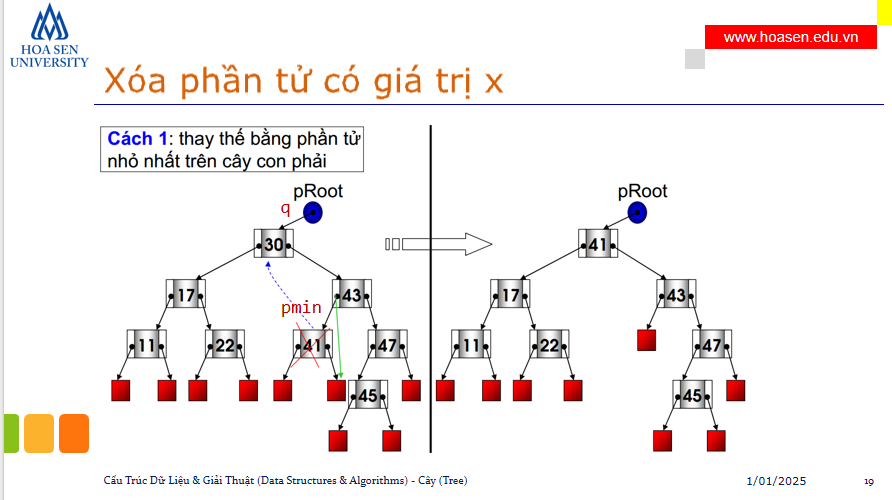 HOA SEN
UNIVERSITY
www.hoasen.edu.vn
Xóa phần tử có giá trị x
Cách 1: thay thế bằng phần tử
nhỏ nhất trên cây con phải
pRoot
q
30
17
43
pmin
11
22
41
47
45
pRoot
41
17
43
11
22
47
45
Cấu Trúc Dữ Liệu & Giải Thuật (Data Structures & Algorithms) - Cây (Tree)
1/01/2025
19